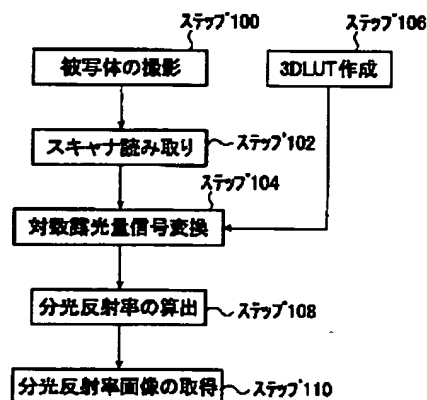 ステップ100
ステップ106
被写体の撮影
3DLUT作成
スキャナ読み取り
ステップ102
ステップ104
対数露光量信号変換
分光反射率の算出
ステップ108
分光反射率画像の取得
ステップ110